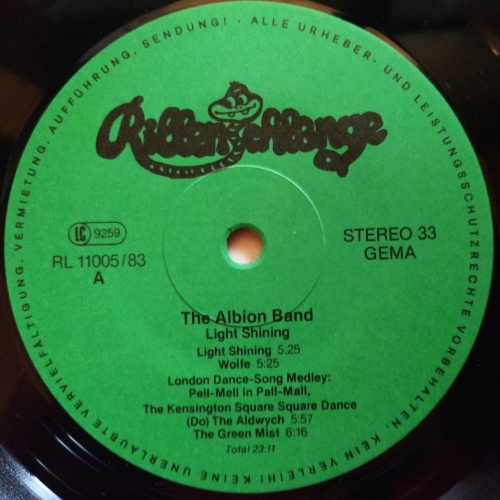 ALLE URHEBER- UND LEISTUNGSSCHUTZRECHTE VORBEHALTEN. KEIN VERLEIH! KEINE UNERLAUBTE VERVIELFÄLTIGUNG, VERMIETUNG, AUFFÜHRUNG, SENDUNG! -
Rillenschlange
LC 9259
RL 11005/83
A
STEREO 33
GEMA
The Albion Band
Light Shining
Light Shining 5:25
Wolfe 5:25
London Dance-Song Medley:
Pell-Mell in Pall-Mall,
The Kensington Square Square Dance
(Do) The Aldwych 5:57
The Green Mist 6:16
Total 23.11